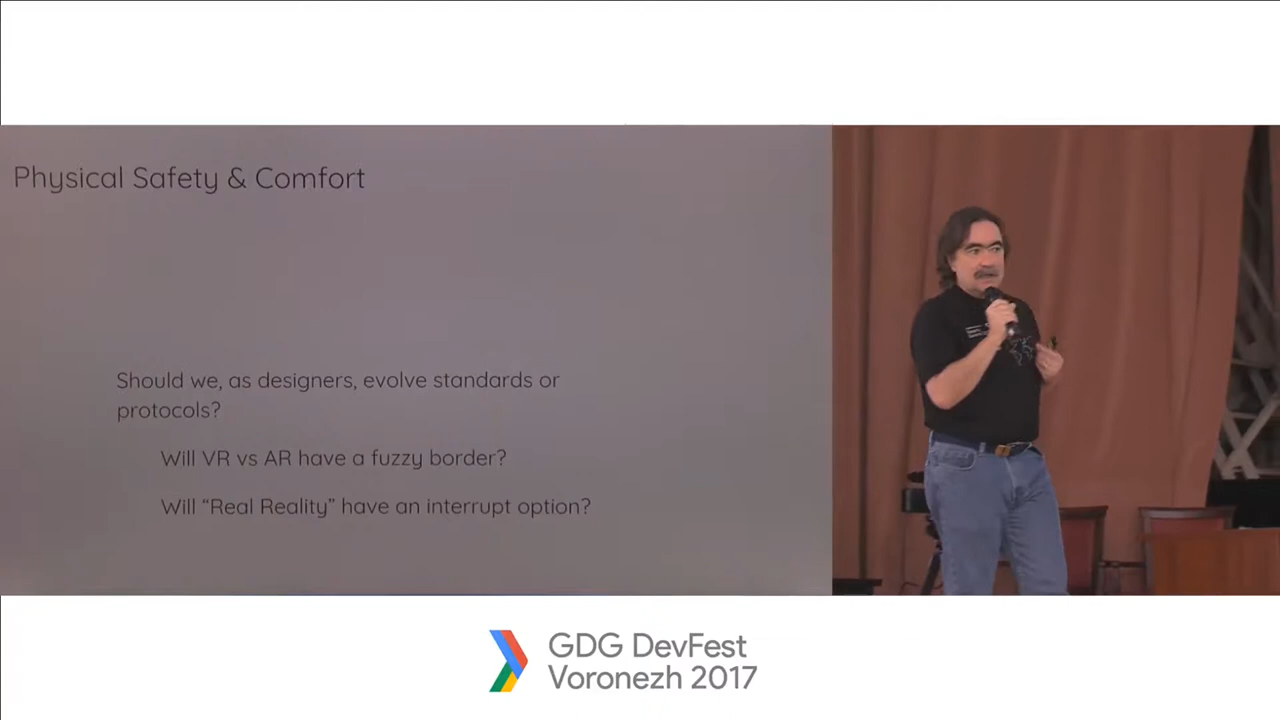 Physical Safety & Comfort
Should we, as designers, evolve standards or
protocols?
Will VR vs AR have a fuzzy border?
Will “Real Reality” have an interrupt option?
GDG DevFest
Voronezh 2017